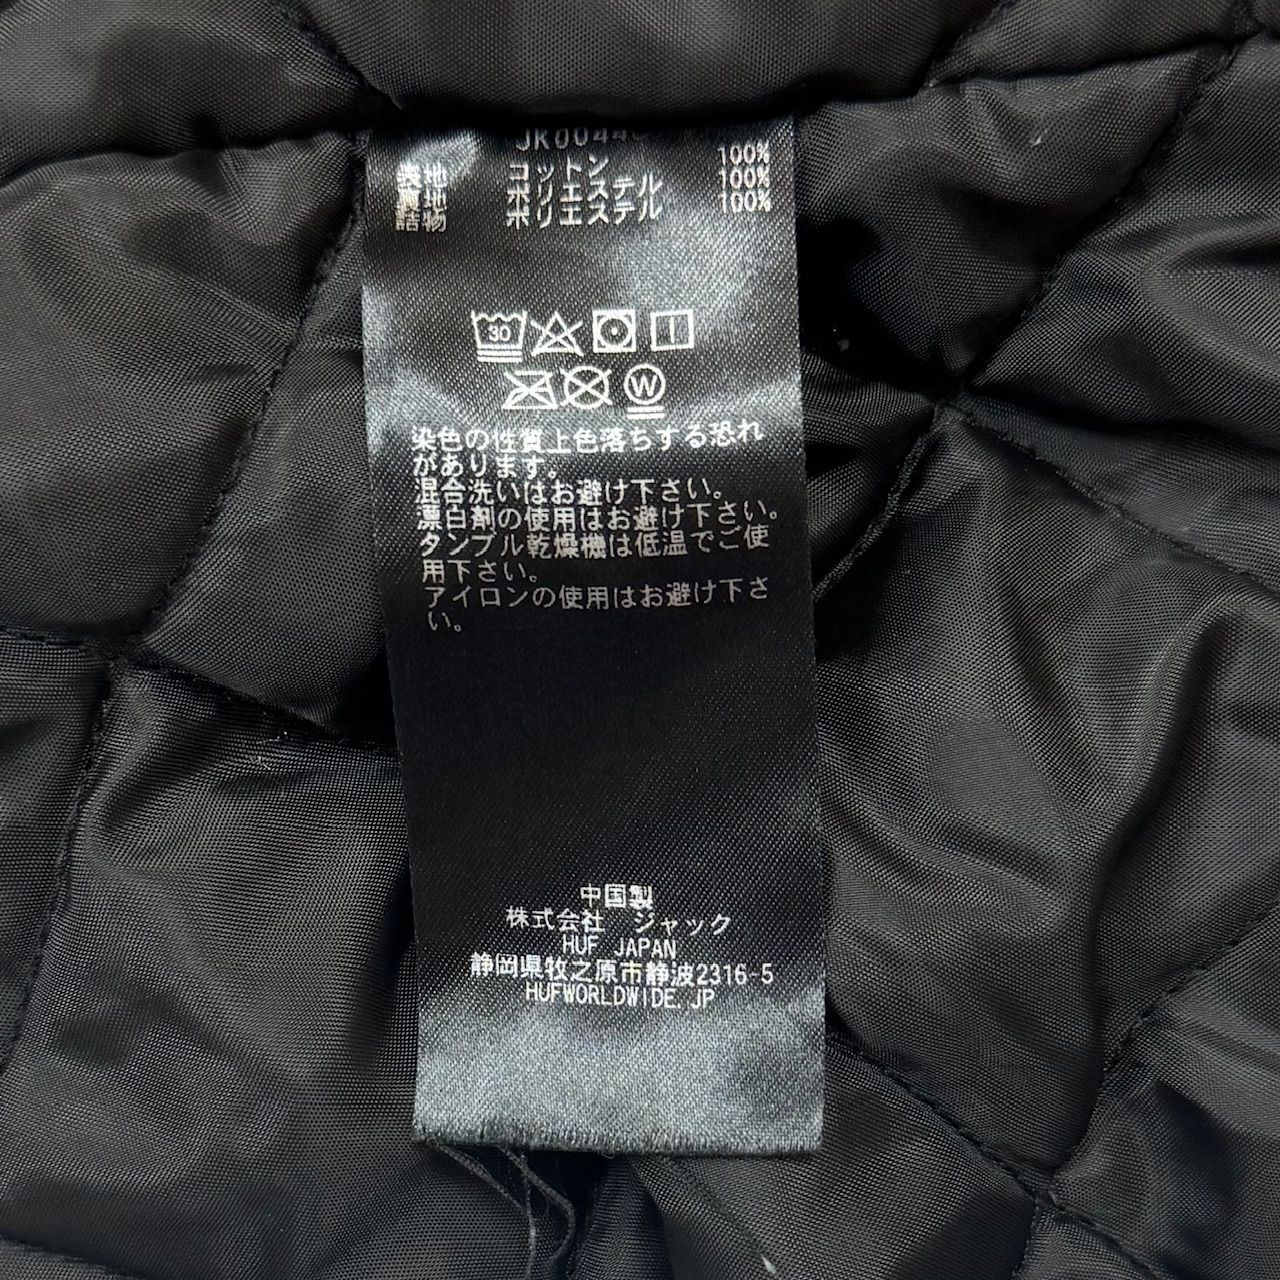 JK0044
表地 コットン 100%
裏地 ポリエステル 100%
詰物 ポリエステル 100%
30
W
染色の性質上色落ちする恐れ
があります。
混合洗いはお避け下さい。
漂白剤の使用はお避け下さい。
タンブル乾燥機は低温でご使
用下さい。
アイロンの使用はお避け下さ
い。
中国製
株式会社 ジャック
HUF JAPAN
静岡県牧之原市静波2316-5
HUFWORLDWIDE.JP